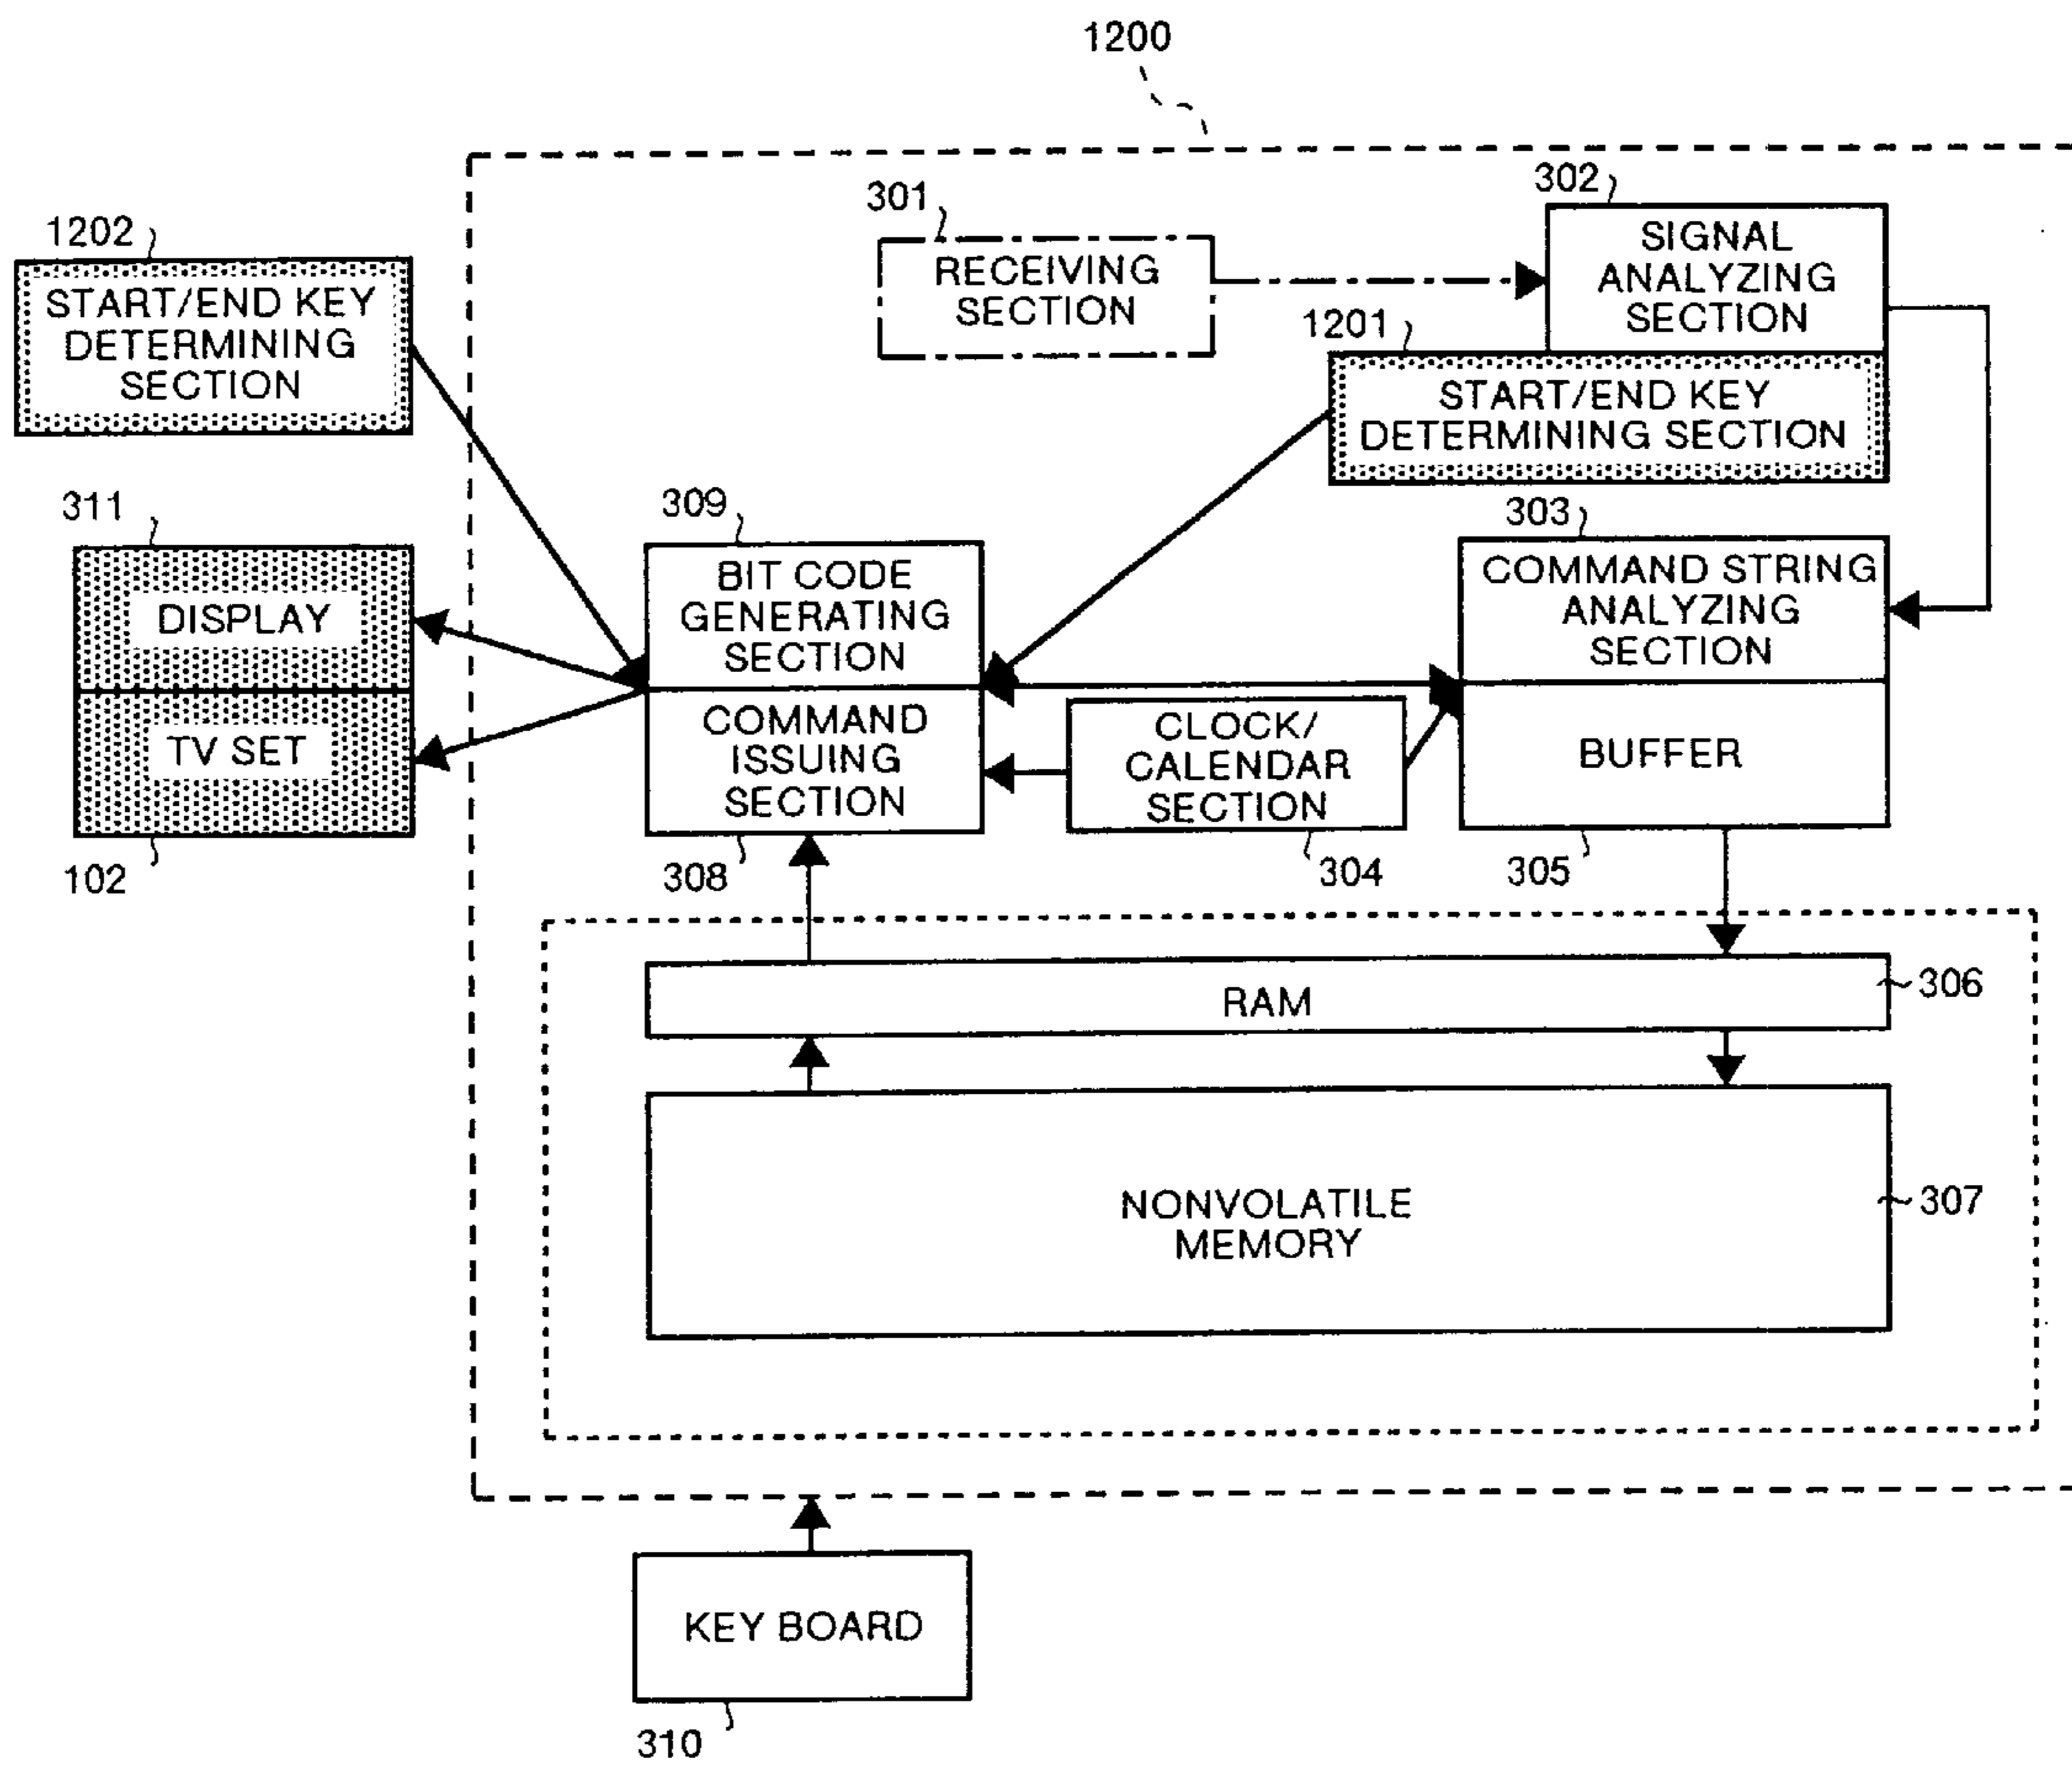 1200
302
301
SIGNAL
ANALYZING
SECTION
1202
RECEIVING
SECTION
START/END KEY
DETERMINING
SECTION
1201
START/END KEY
DETERMINING SECTION
311
309
303
DISPLAY
BIT CODE
GENERATING
SECTION
COMMAND STRING
ANALYZING
SECTION
TV SET
COMMAND
ISSUING
SECTION
CLOCK/
CALENDAR
SECTION
BUFFER
102
308
304
305
RAM
306
NONVOLATILE
MEMORY
307
KEY BOARD
310